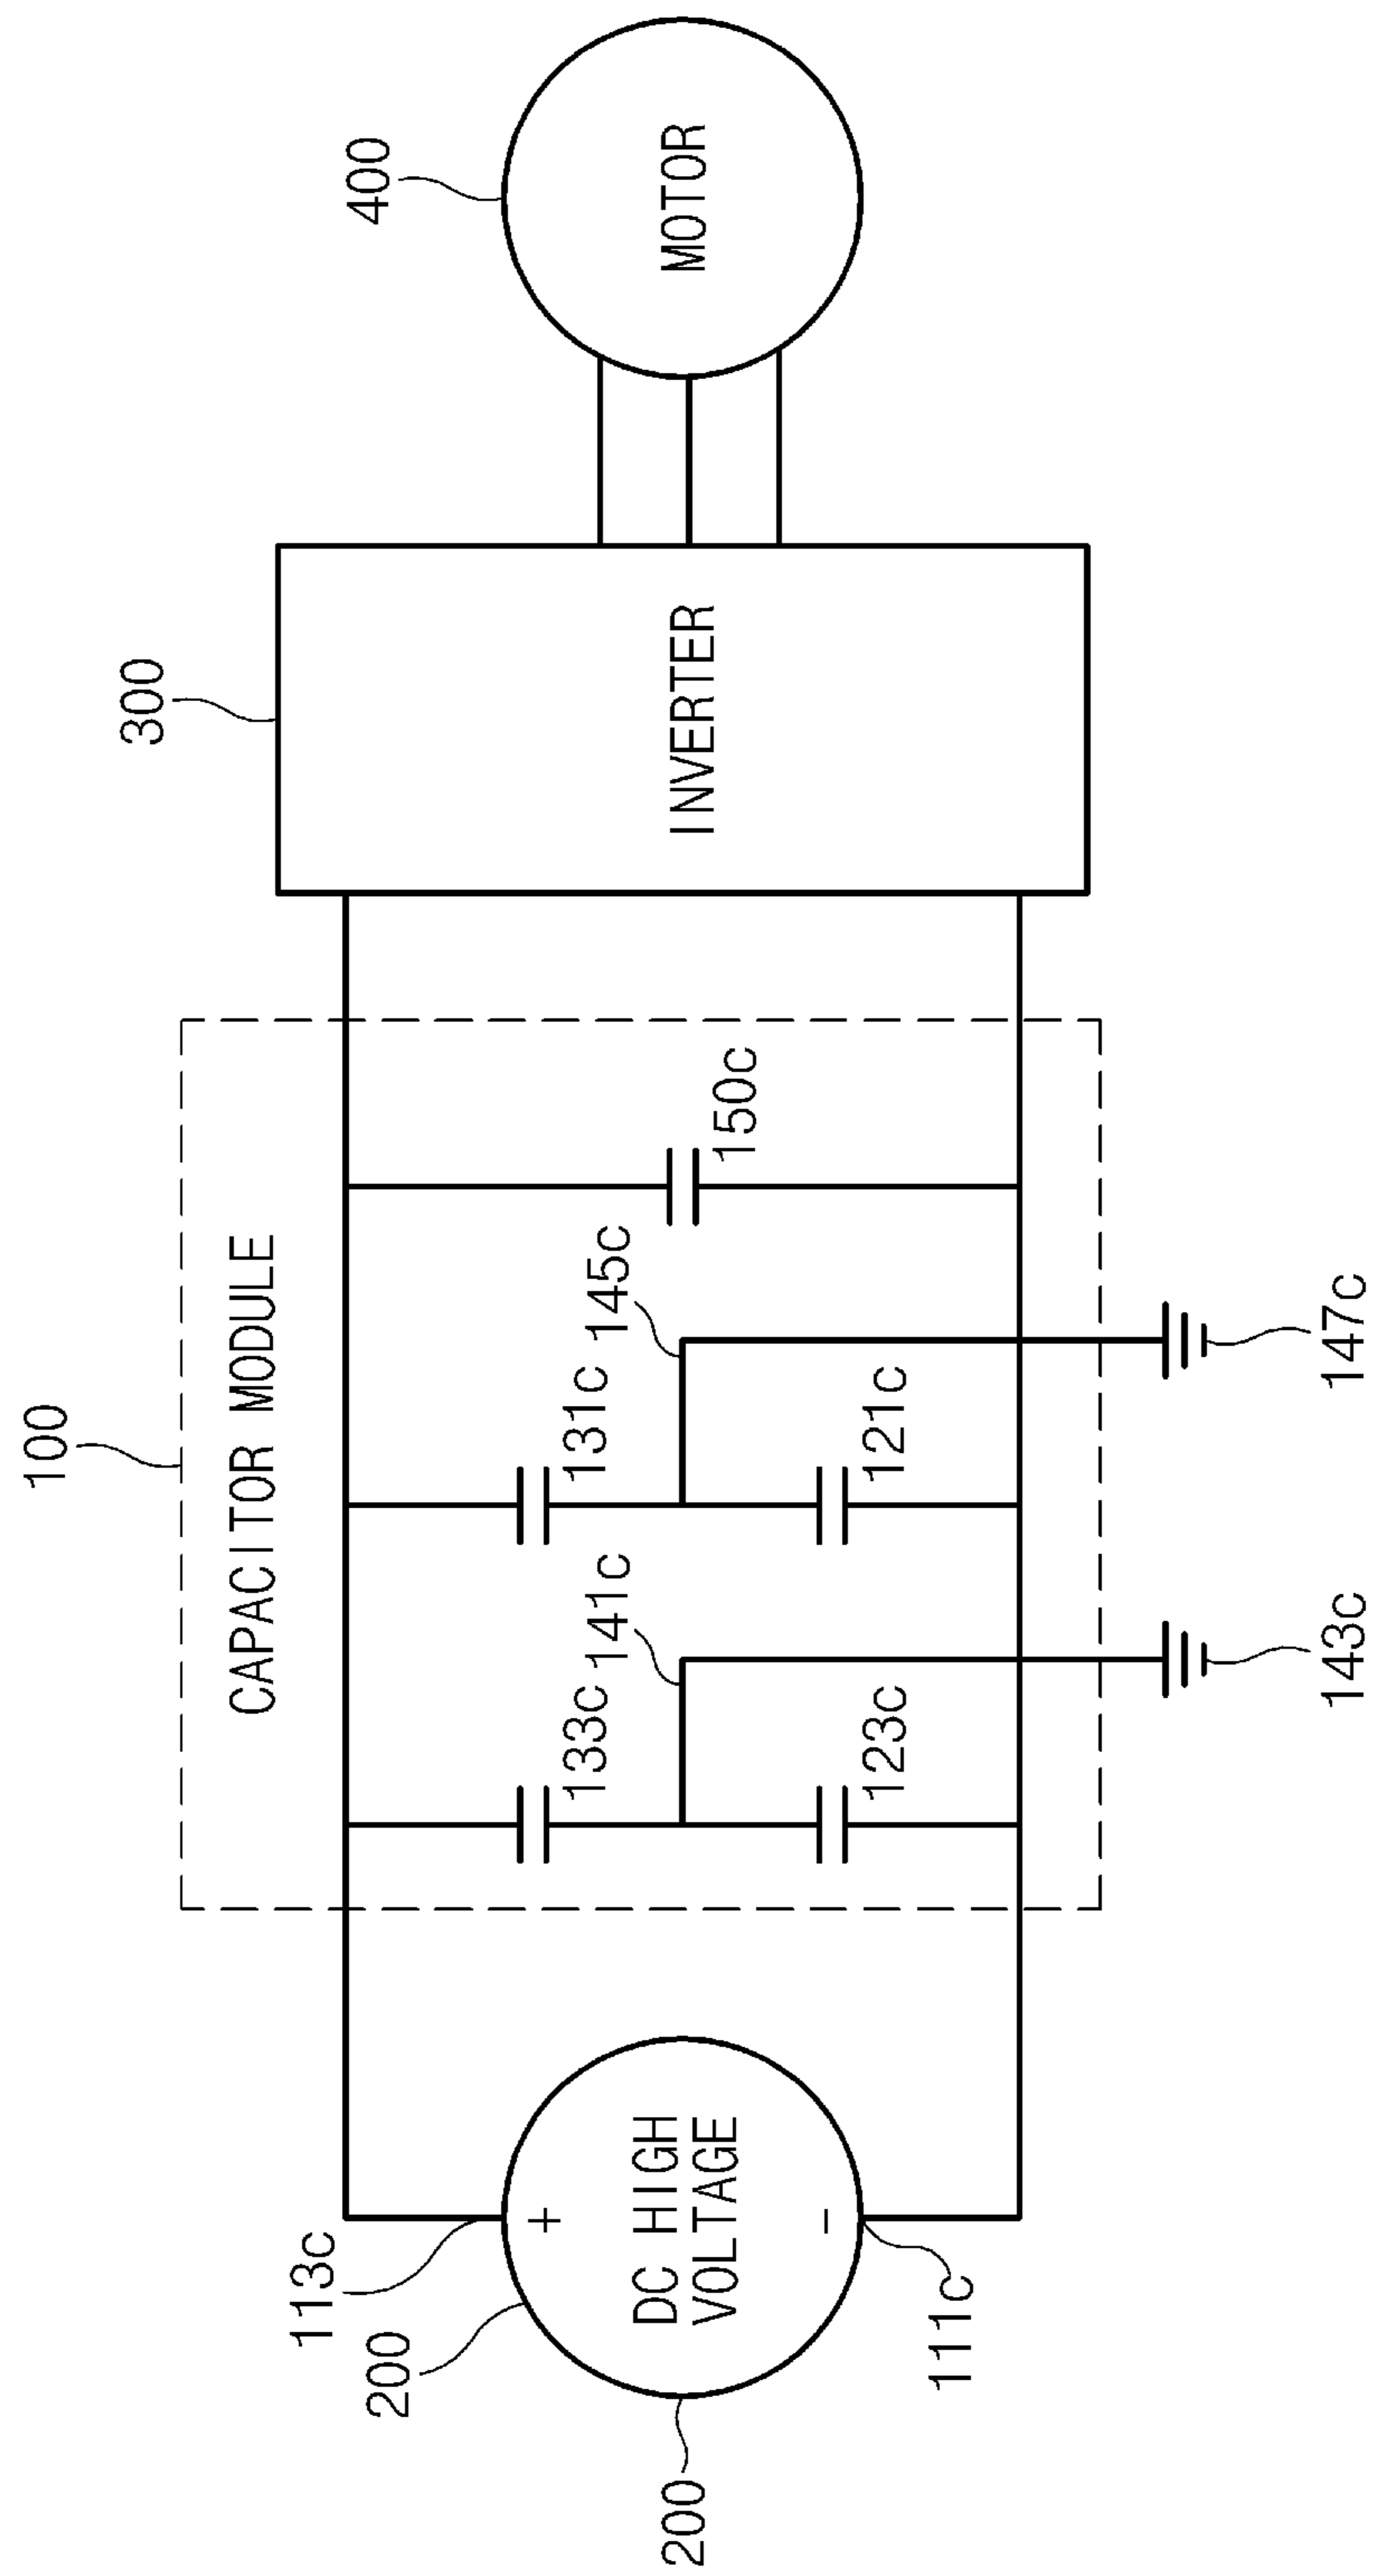 100
CAPACITOR MODULE
300
400
113c
200
+
DC HIGH
VOLTAGE
-
200
111c
133c
141c
123c
131c
145c
121c
150c
INVERTER
MOTOR
143c
147c